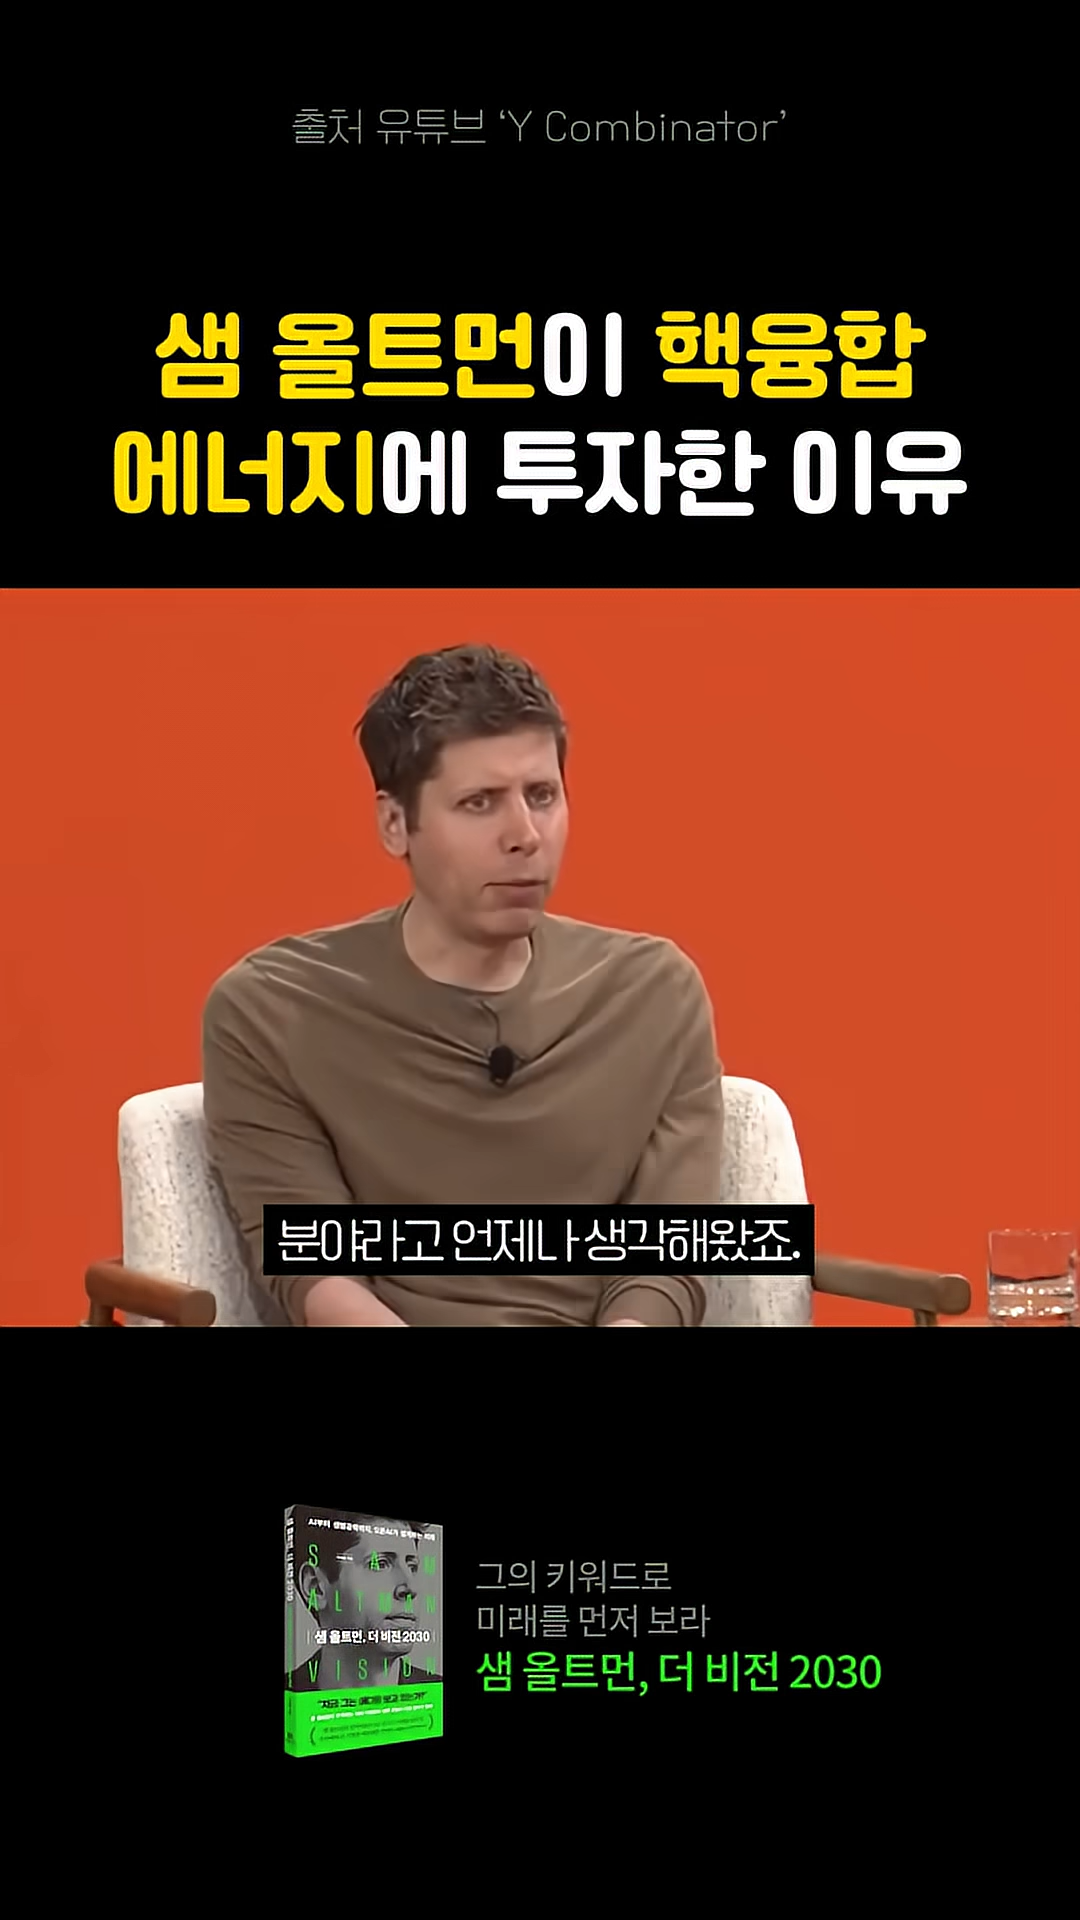 출처 유튜브 ‘Y Combinator’
샘 올트먼이 핵융합
에너지에 투자한 이유
분야라고 언제나 생각해왔죠.
SAM
ALTMAN
샘 올트먼, 더 비전 2030
VISION
그의 키워드로
미래를 먼저 보라
샘 올트먼, 더 비전 2030